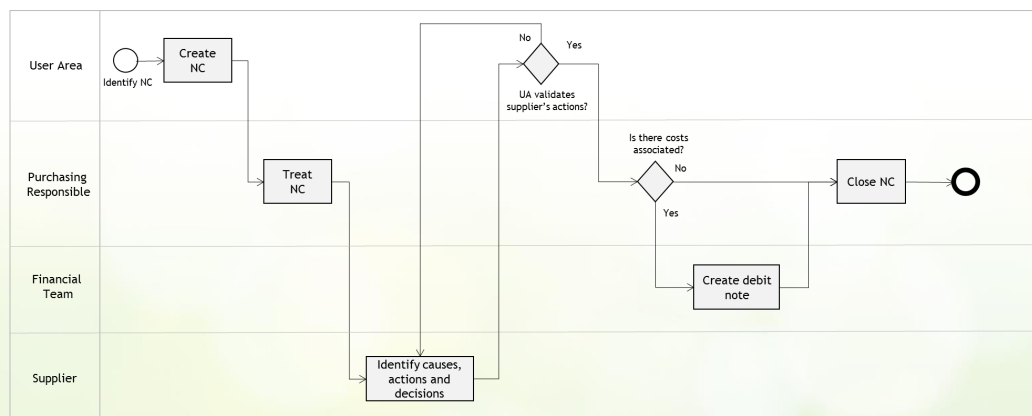 User Area
Identify NC
Create
NC
No
Yes
UA validates
supplier's actions?
Purchasing
Responsible
Treat
NC
Is there costs
associated?
No
Yes
Close NC
Financial
Team
Create debit
note
Supplier
Identify causes,
actions and
decisions